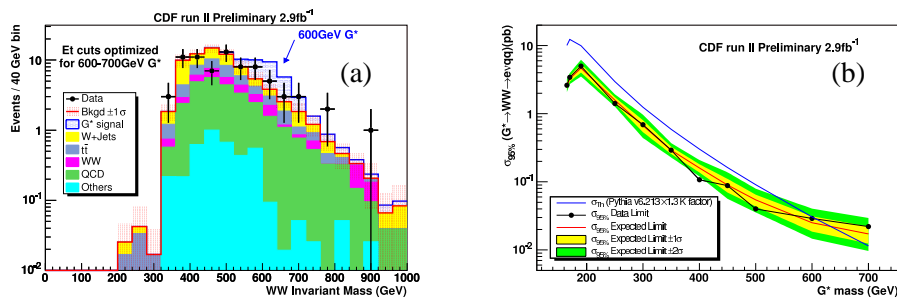 CDF run II Preliminary 2.9fb⁻¹
Events / 40 GeV bin
10
1
10⁻¹
10⁻²
Et cuts optimized
for 600-700GeV G*
600GeV G*
(a)
Data
Bkgd ±1σ
G* signal
W+Jets
tt̄
WW
QCD
Others
0 100 200 300 400 500 600 700 800 900 1000
WW Invariant Mass (GeV)
σ95% (G*→WW→eνqq)(pb)
10
1
10⁻¹
10⁻²
CDF run II Preliminary 2.9fb⁻¹
(b)
σTh (Pythia v6.213×1.3 K factor)
σ95% Data Limit
σ95% Expected Limit
σ95% Expected Limit ±1σ
σ95% Expected Limit ±2σ
200 300 400 500 600 700
G* mass (GeV)